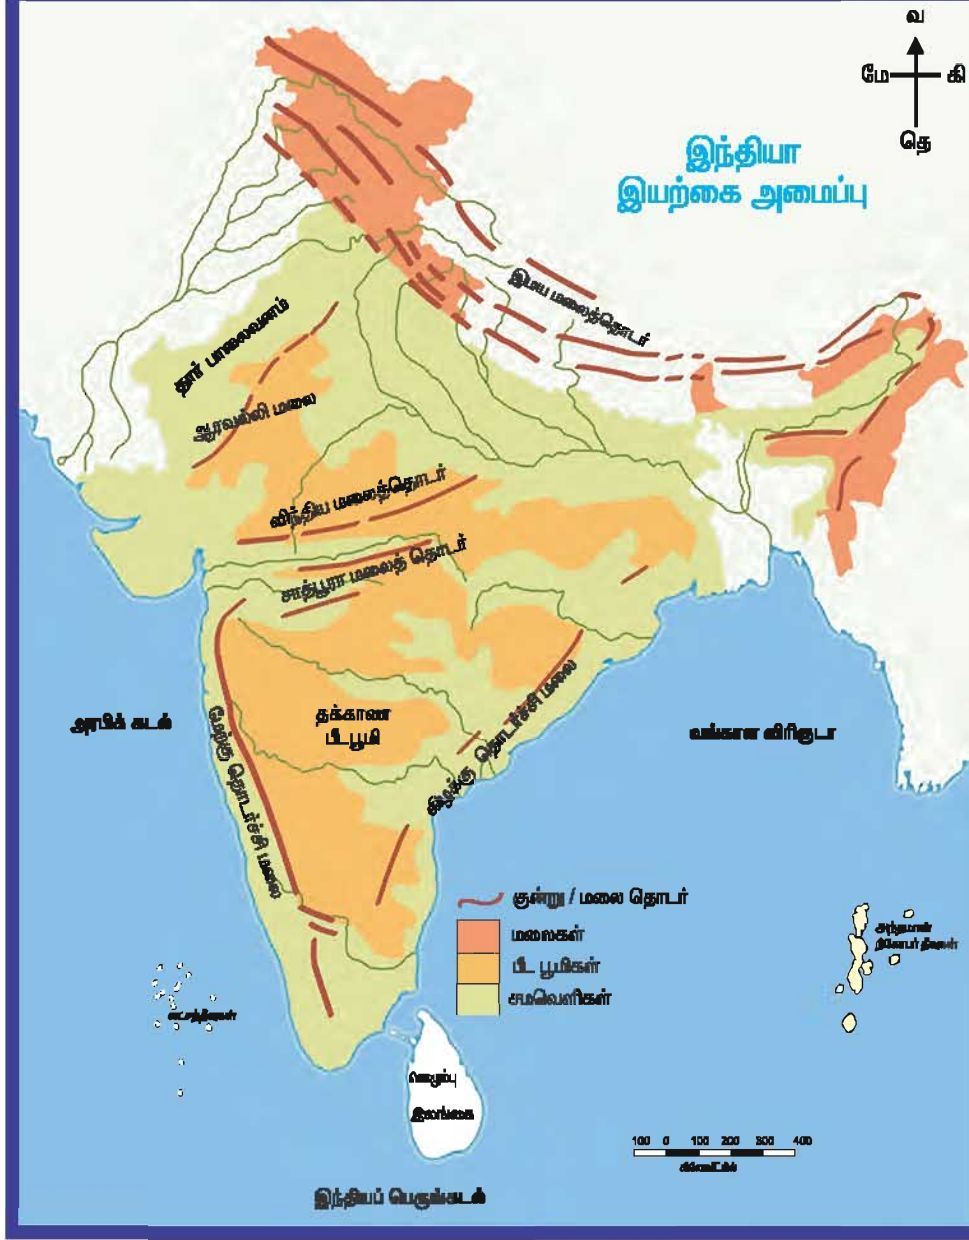 வ
மே கி
தெ
இந்தியா
இயற்கை அமைப்பு
இமய மலைத்தொடர்
தார் பாலைவனம்
ஆரவல்லி மலை
விந்திய மலைத்தொடர்
சாத்பூரா மலைத் தொடர்
அரபிக் கடல்
மேற்கு தொடர்ச்சி மலை
தக்காண
பீடபூமி
கிழக்கு தொடர்ச்சி மலை
வங்காள விரிகுடா
குன்று / மலை தொடர்
மலைகள்
பீட பூமிகள்
சமவெளிகள்
அந்தமான்
நிகோபர் தீவுகள்
லட்சத்தீவுகள்
கொழும்பு
இலங்கை
100 0 100 200 300 400
இந்தியப் பெருங்கடல்